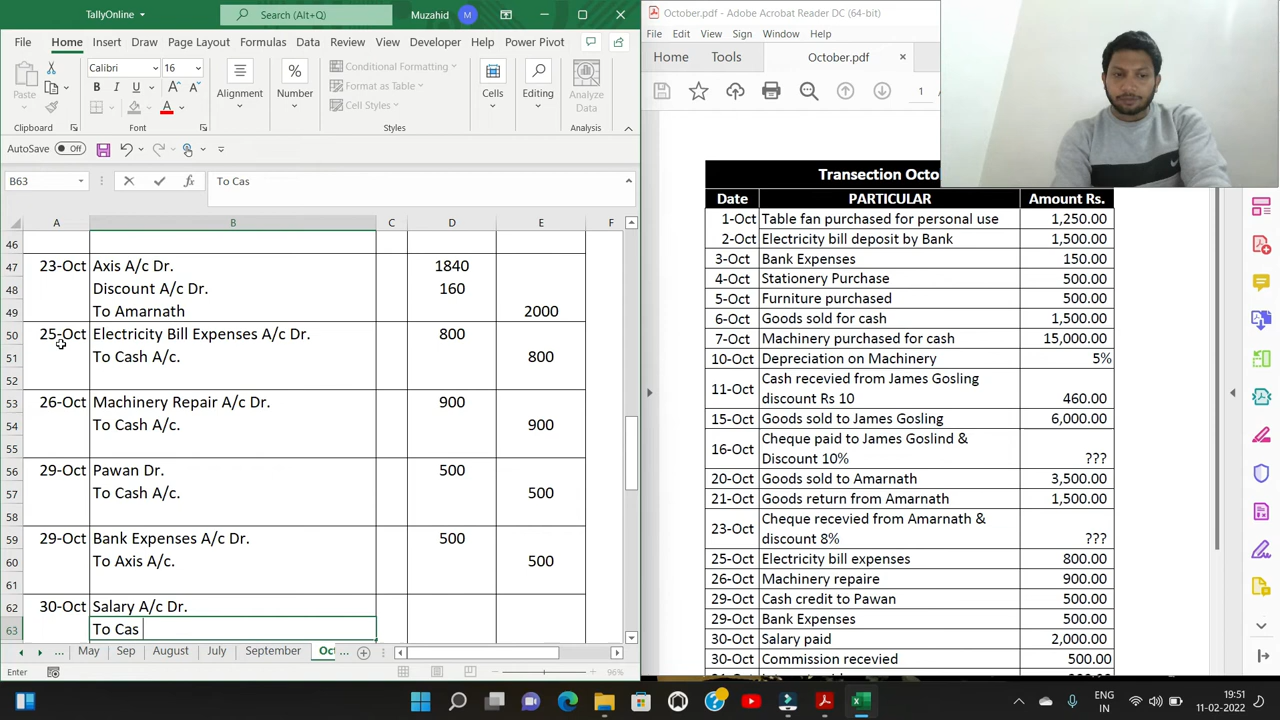 TallyOnline
Search (Alt+Q)
Muzahid
M
File Home Insert Draw Page Layout Formulas Data Review View Developer Help Power Pivot
Paste
Calibri
16
B I U
Alignment
Number
Conditional Formatting
Format as Table
Cell Styles
Cells
Editing
Analyze
Data
Clipboard
Font
Styles
Analysis
AutoSave Off
B63
To Cas
A B C D E F
46
47 23-Oct Axis A/c Dr. 1840
48 Discount A/c Dr. 160
49 To Amarnath 2000
50 25-Oct Electricity Bill Expenses A/c Dr. 800
51 To Cash A/c. 800
52
53 26-Oct Machinery Repair A/c Dr. 900
54 To Cash A/c. 900
55
56 29-Oct Pawan Dr. 500
57 To Cash A/c. 500
58
59 29-Oct Bank Expenses A/c Dr. 500
60 To Axis A/c. 500
61
62 30-Oct Salary A/c Dr.
63 To Cas
May Sep August July September Oct
Enter
96%
October.pdf - Adobe Acrobat Reader DC (64-bit)
File Edit View Sign Window Help
Home Tools October.pdf
1
Transection Octo
Date PARTICULAR Amount Rs.
1-Oct Table fan purchased for personal use 1,250.00
2-Oct Electricity bill deposit by Bank 1,500.00
3-Oct Bank Expenses 150.00
4-Oct Stationery Purchase 500.00
5-Oct Furniture purchased 500.00
6-Oct Goods sold for cash 1,500.00
7-Oct Machinery purchased for cash 15,000.00
10-Oct Depreciation on Machinery 5%
11-Oct Cash recevied from James Gosling
discount Rs 10 460.00
15-Oct Goods sold to James Gosling 6,000.00
16-Oct Cheque paid to James Goslind &
Discount 10% ???
20-Oct Goods sold to Amarnath 3,500.00
21-Oct Goods return from Amarnath 1,500.00
23-Oct Cheque recevied from Amarnath &
discount 8% ???
25-Oct Electricity bill expenses 800.00
26-Oct Machinery repaire 900.00
29-Oct Cash credit to Pawan 500.00
29-Oct Bank Expenses 500.00
30-Oct Salary paid 2,000.00
30-Oct Commission recevied 500.00
ENG
IN
19:51
11-02-2022